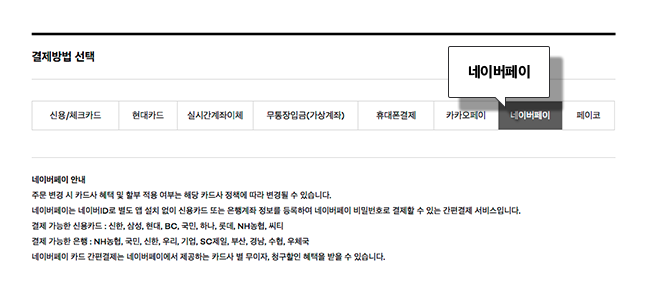 결제방법 선택
네이버페이
신용/체크카드 현대카드 실시간계좌이체 무통장입금(가상계좌) 휴대폰결제 카카오페이 네이버페이 페이코
네이버페이 안내
주문 변경 시 카드사 혜택 및 할부 적용 여부는 해당 카드사 정책에 따라 변경될 수 있습니다.
네이버페이는 네이버ID로 별도 앱 설치 없이 신용카드 또는 은행계좌 정보를 등록하여 네이버페이 비밀번호로 결제할 수 있는 간편결제 서비스입니다.
결제 가능한 신용카드 : 신한, 삼성, 현대, BC, 국민, 하나, 롯데, NH농협, 씨티
결제 가능한 은행 : NH농협, 국민, 신한, 우리, 기업, SC제일, 부산, 경남, 수협, 우체국
네이버페이 카드 간편결제는 네이버페이에서 제공하는 카드사 별 무이자, 청구할인 혜택을 받을 수 있습니다.